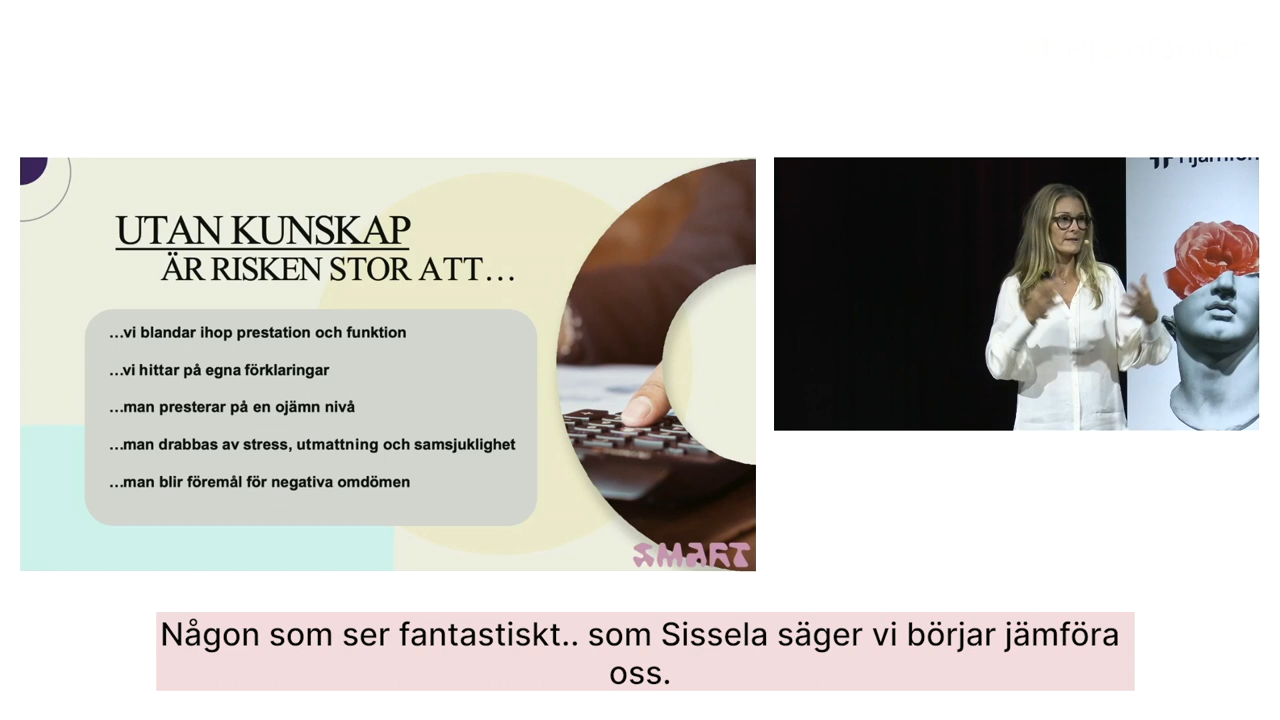 UTAN KUNSKAP
ÄR RISKEN STOR ATT...
...vi blandar ihop prestation och funktion
...vi hittar på egna förklaringar
...man presterar på en ojämn nivå
...man drabbas av stress, utmattning och samsjuklighet
...man blir föremål för negativa omdömen
SMART
Någon som ser fantastiskt.. som Sissela säger vi börjar jämföra
oss.